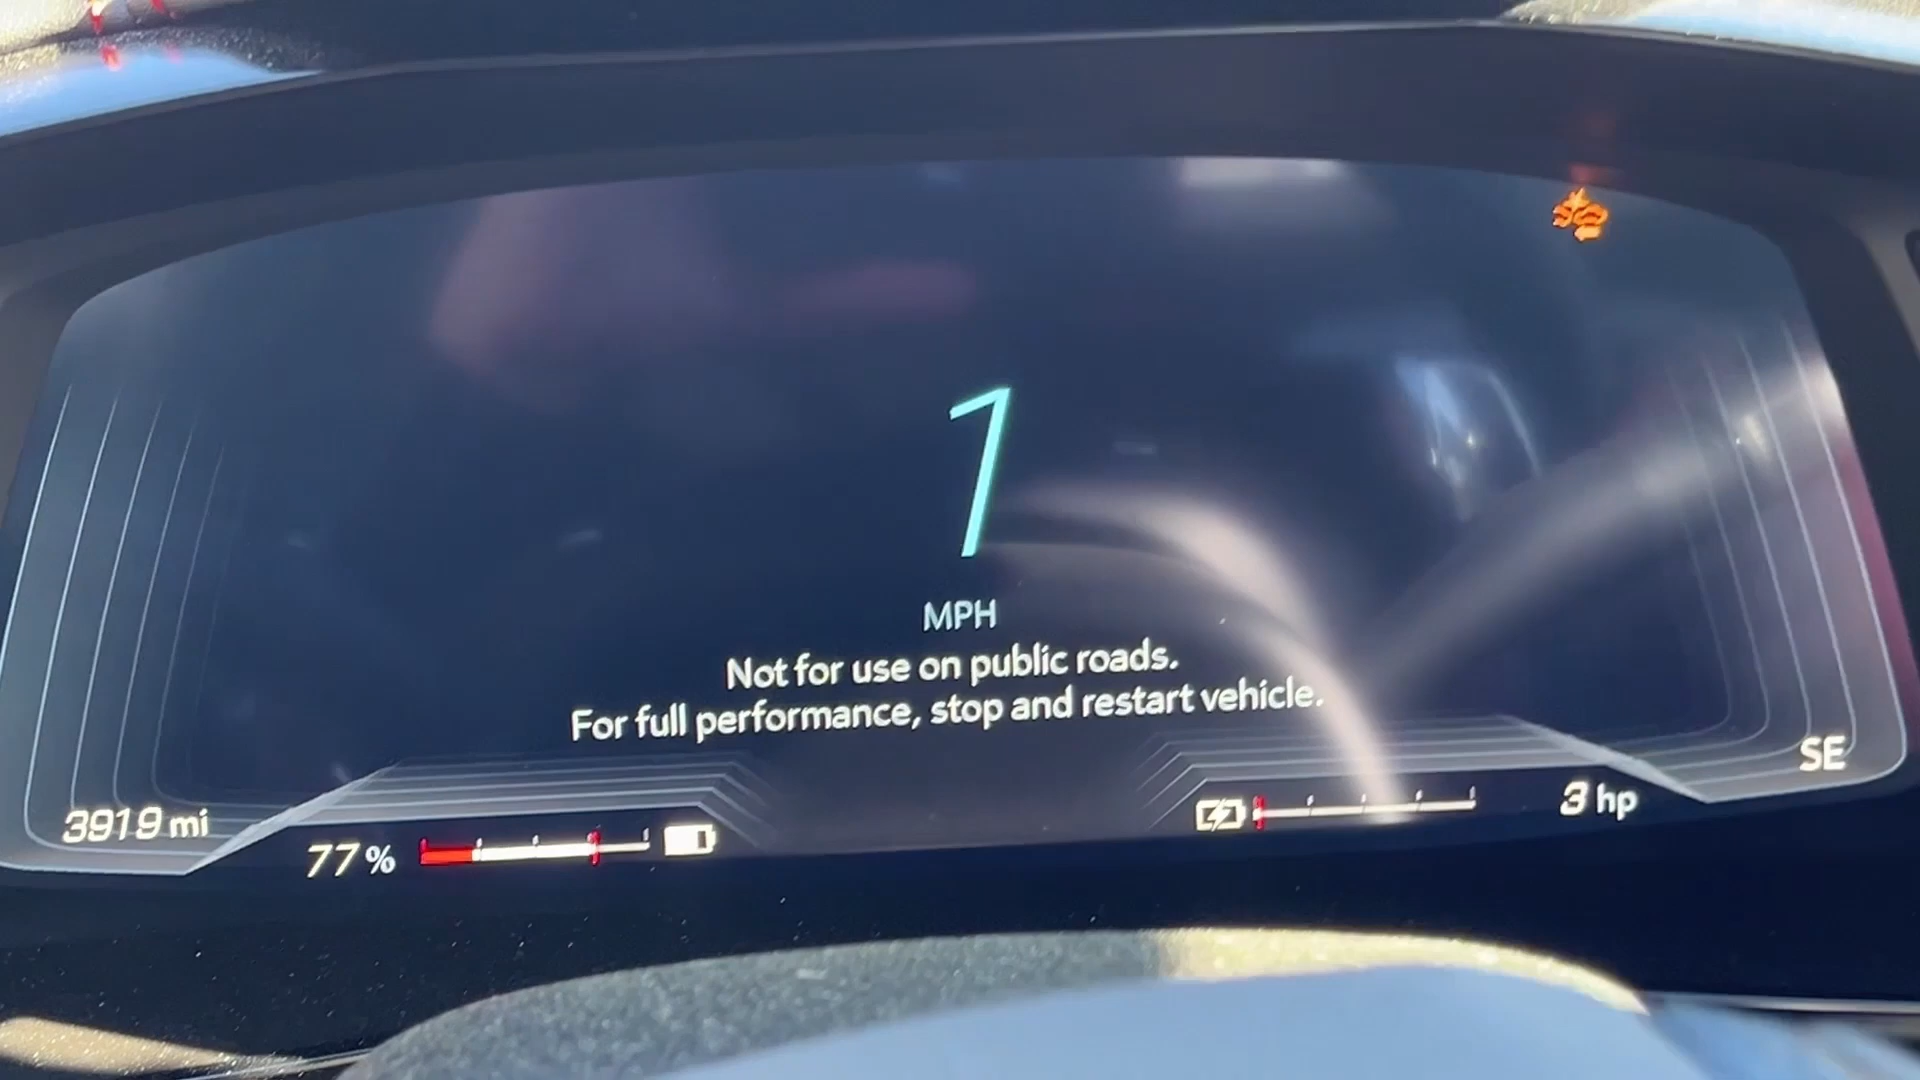 1
MPH
Not for use on public roads.
For full performance, stop and restart vehicle.
SE
3919 mi
77 %
3 hp